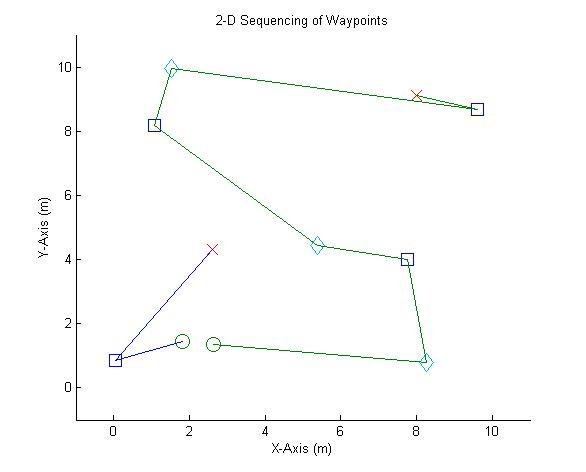 2-D Sequencing of Waypoints
10
8
6
4
2
0
Y-Axis (m)
0 2 4 6 8 10
X-Axis (m)